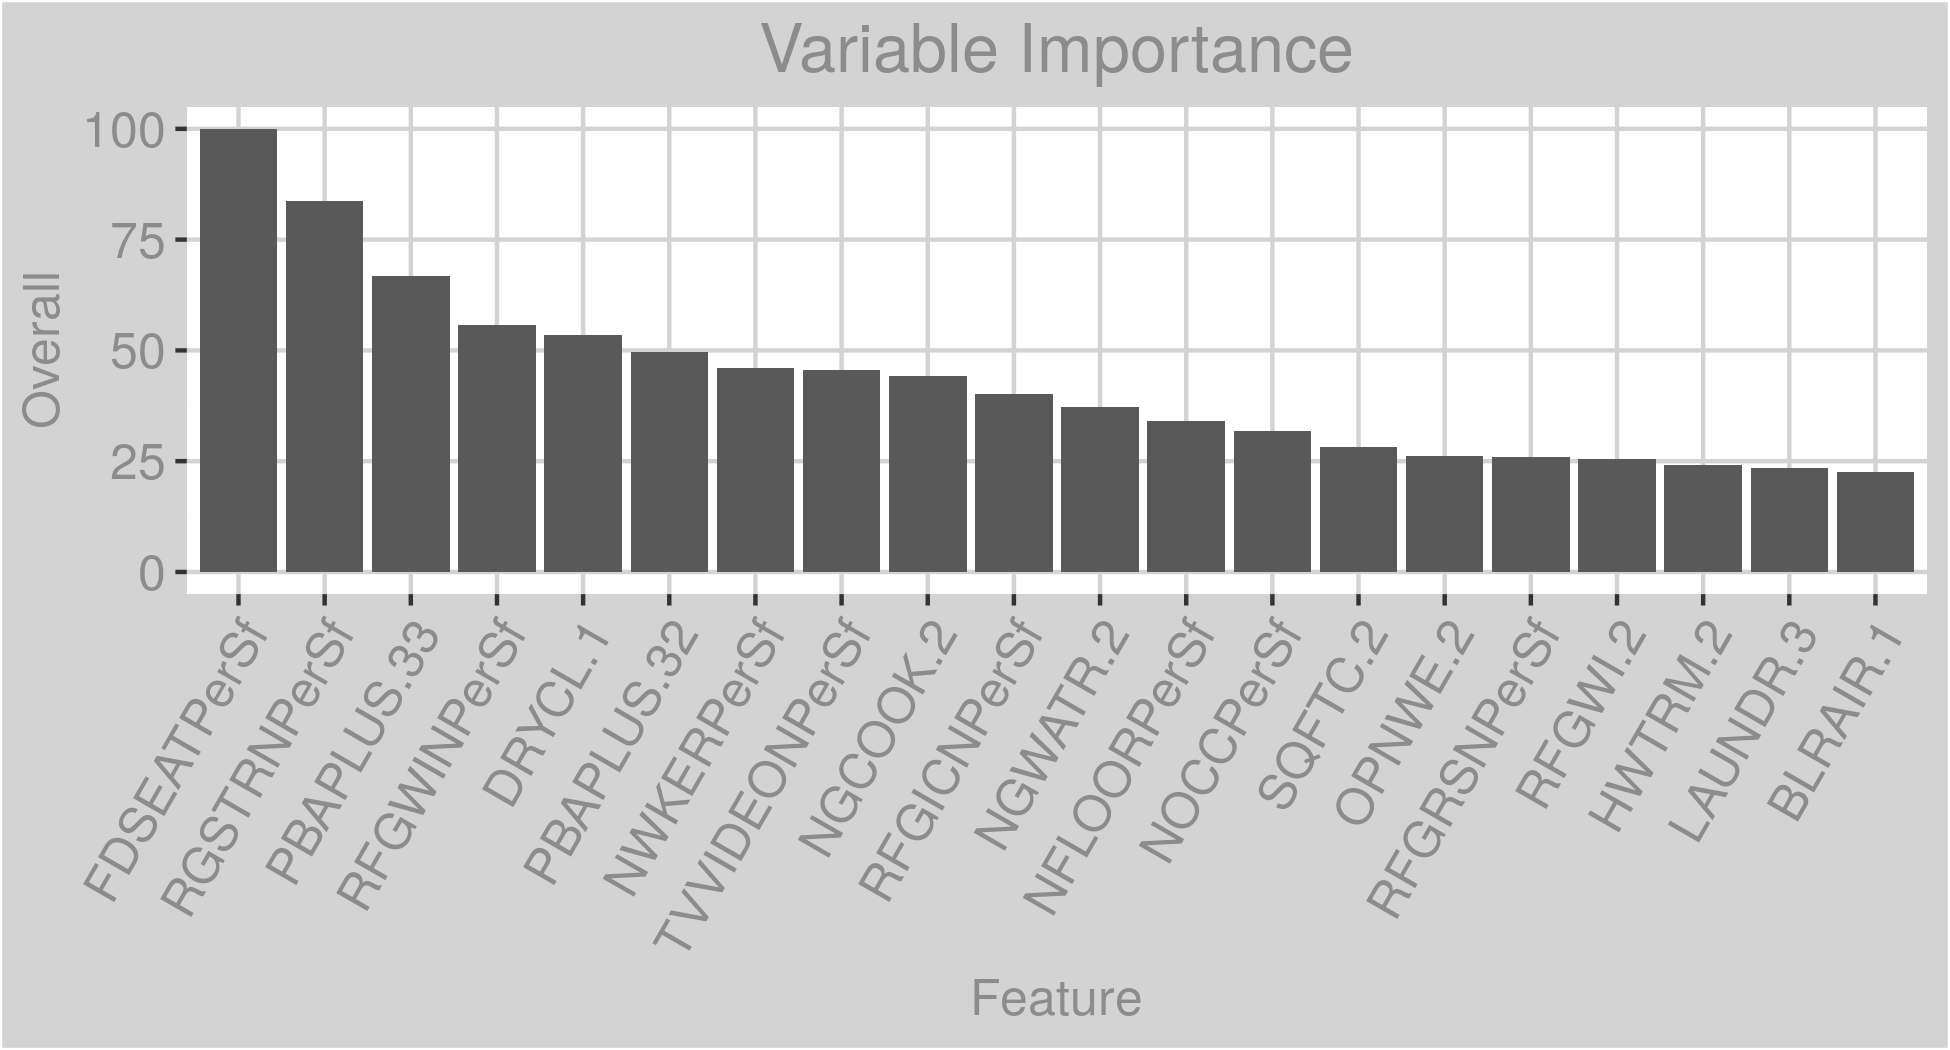 Variable Importance
100
75
50
25
0
Overall
FDSEATPerSf
RGSTRNPerSf
PBAPLUS.33
RFGWINPerSf
DRYCL.1
PBAPLUS.32
NWKERPerSf
TVVIDEONPerSf
NGCOOK.2
RFGICNPerSf
NGWATR.2
NFLOORPerSf
NOCCPerSf
SQFTC.2
OPNWE.2
RFGRSNPerSf
RFGWI.2
HWTRM.2
LAUNDR.3
BLRAIR.1
Feature